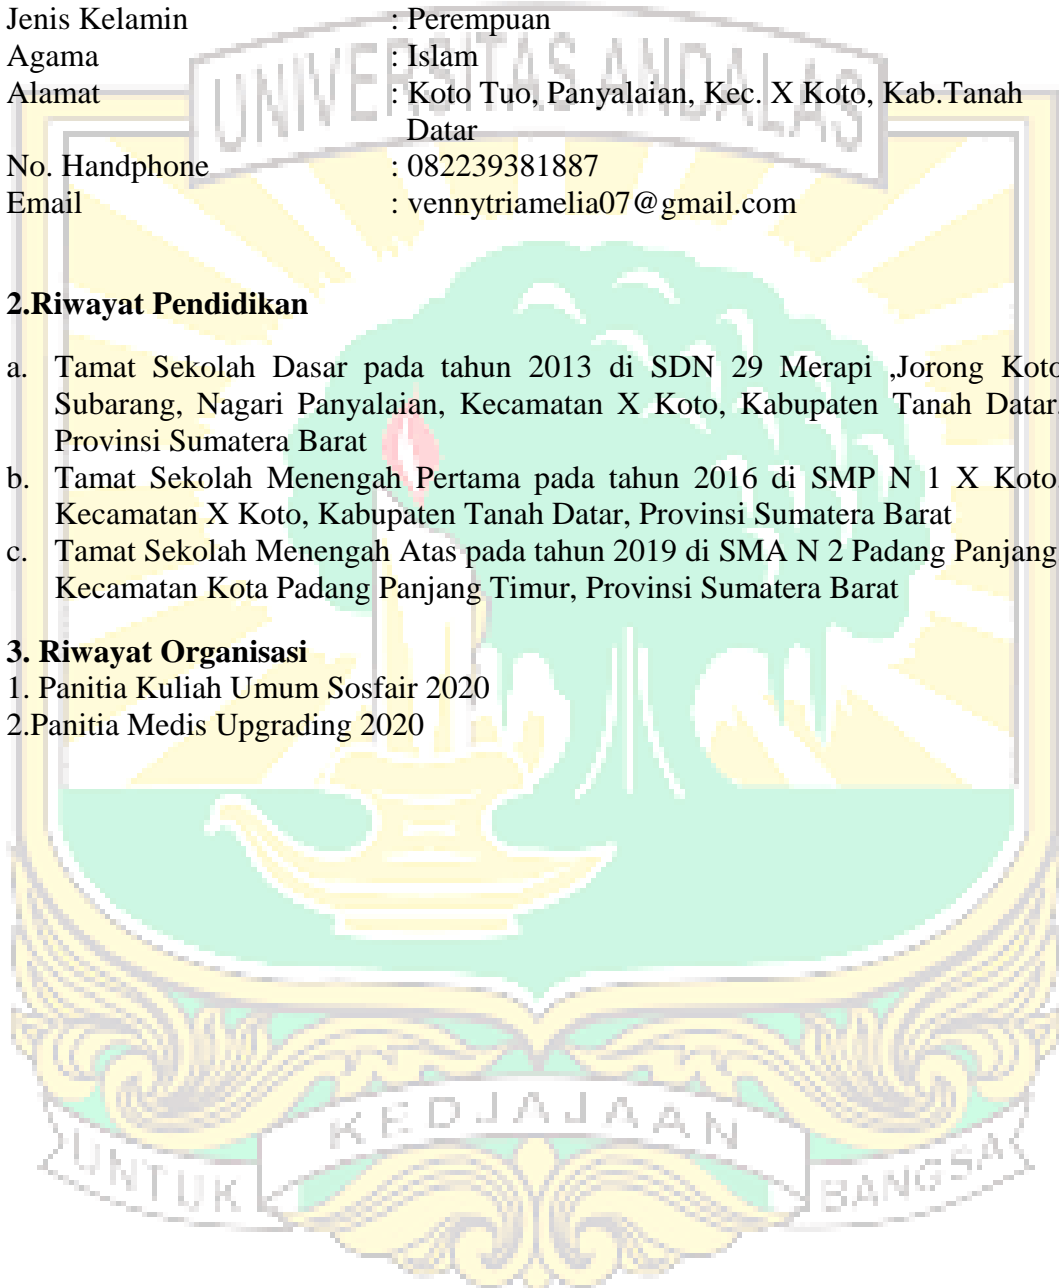 Jenis Kelamin : Perempuan
Agama : Islam
Alamat : Koto Tuo, Panyalaian, Kec. X Koto, Kab.Tanah
Datar
No. Handphone : 082239381887
Email : vennytriamelia07@gmail.com
2.Riwayat Pendidikan
a. Tamat Sekolah Dasar pada tahun 2013 di SDN 29 Merapi ,Jorong Koto
Subarang, Nagari Panyalaian, Kecamatan X Koto, Kabupaten Tanah Datar,
Provinsi Sumatera Barat
b. Tamat Sekolah Menengah Pertama pada tahun 2016 di SMP N 1 X Koto,
Kecamatan X Koto, Kabupaten Tanah Datar, Provinsi Sumatera Barat
c. Tamat Sekolah Menengah Atas pada tahun 2019 di SMA N 2 Padang Panjang
Kecamatan Kota Padang Panjang Timur, Provinsi Sumatera Barat
3. Riwayat Organisasi
1. Panitia Kuliah Umum Sosfair 2020
2.Panitia Medis Upgrading 2020
UNIVERSITAS ANDALAS
UNTUK KEDJAJAAN BANGSA